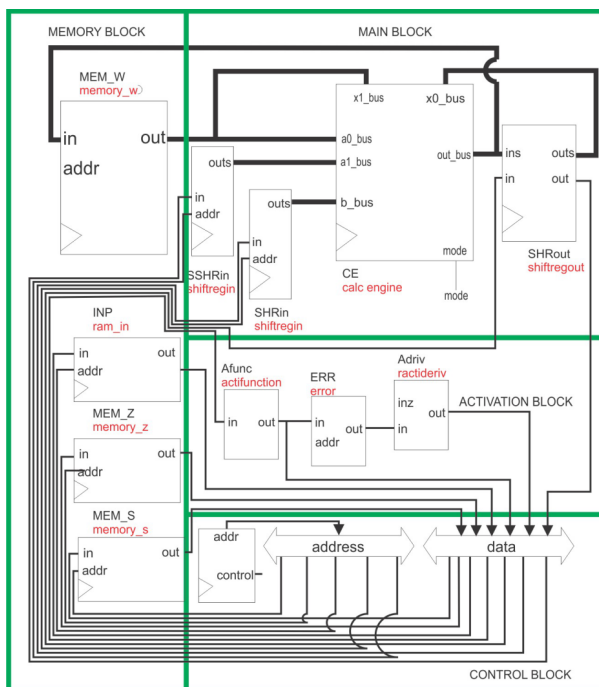 MEMORY BLOCK
MAIN BLOCK
MEM_W
memory_w
in
out
addr
x1_bus
x0_bus
a0_bus
a1_bus
out_bus
b_bus
mode
CE
calc engine
mode
ins
outs
in
out
SHRout
shiftregout
outs
in
addr
SSHRin
shiftregin
outs
in
addr
SHRin
shiftregin
INP
ram_in
in
out
addr
Afunc
actifunction
in
out
ERR
error
in
addr
Adriv
ractideriv
inz
out
in
ACTIVATION BLOCK
MEM_Z
memory_z
in
out
addr
MEM_S
memory_s
in
out
addr
addr
control
address
data
CONTROL BLOCK